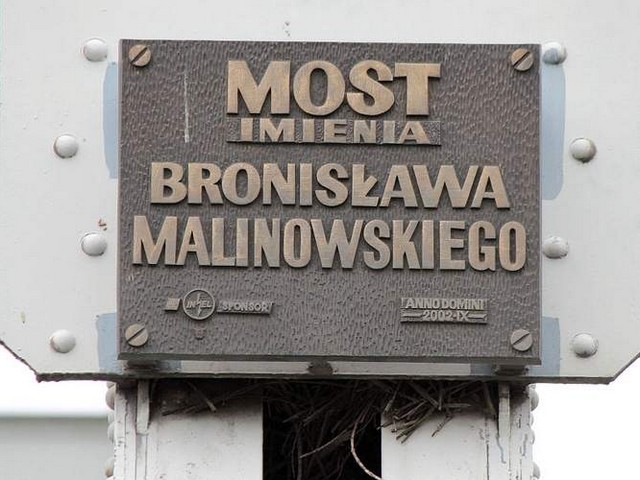 MOST
IMIENIA
BRONISŁAWA
MALINOWSKIEGO
SPONSOR
ANNO DOMINI
2002-IX